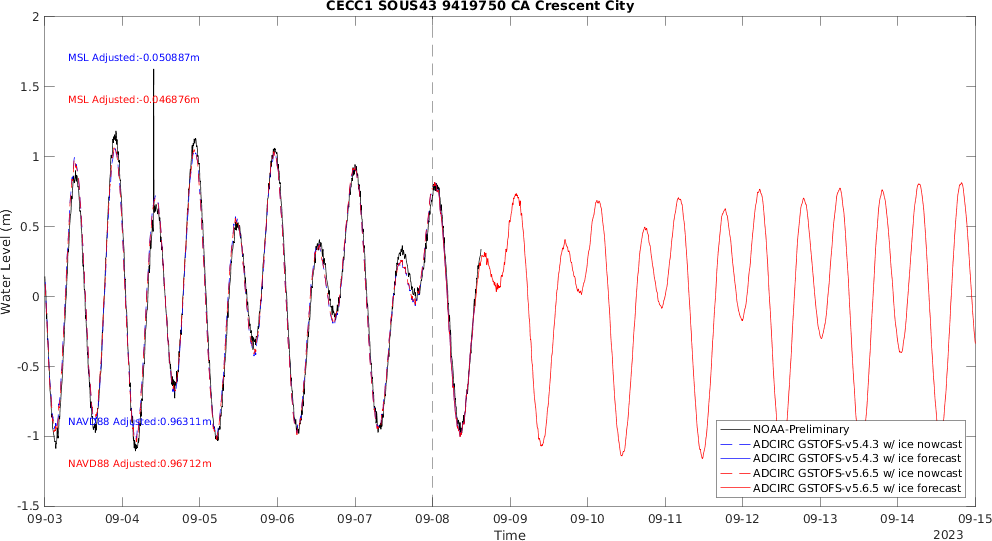 CECC1 SOUS43 9419750 CA Crescent City
2
1.5
1
0.5
0
-0.5
-1
-1.5
Water Level (m)
MSL Adjusted:-0.050887m
MSL Adjusted:-0.046876m
NAVD88 Adjusted:0.96311m
NAVD88 Adjusted:0.96712m
NOAA-Preliminary
ADCIRC GSTOFS-v5.4.3 w/ ice nowcast
ADCIRC GSTOFS-v5.4.3 w/ ice forecast
ADCIRC GSTOFS-v5.6.5 w/ ice nowcast
ADCIRC GSTOFS-v5.6.5 w/ ice forecast
09-03 09-04 09-05 09-06 09-07 09-08 09-09 09-10 09-11 09-12 09-13 09-14 09-15
Time
2023